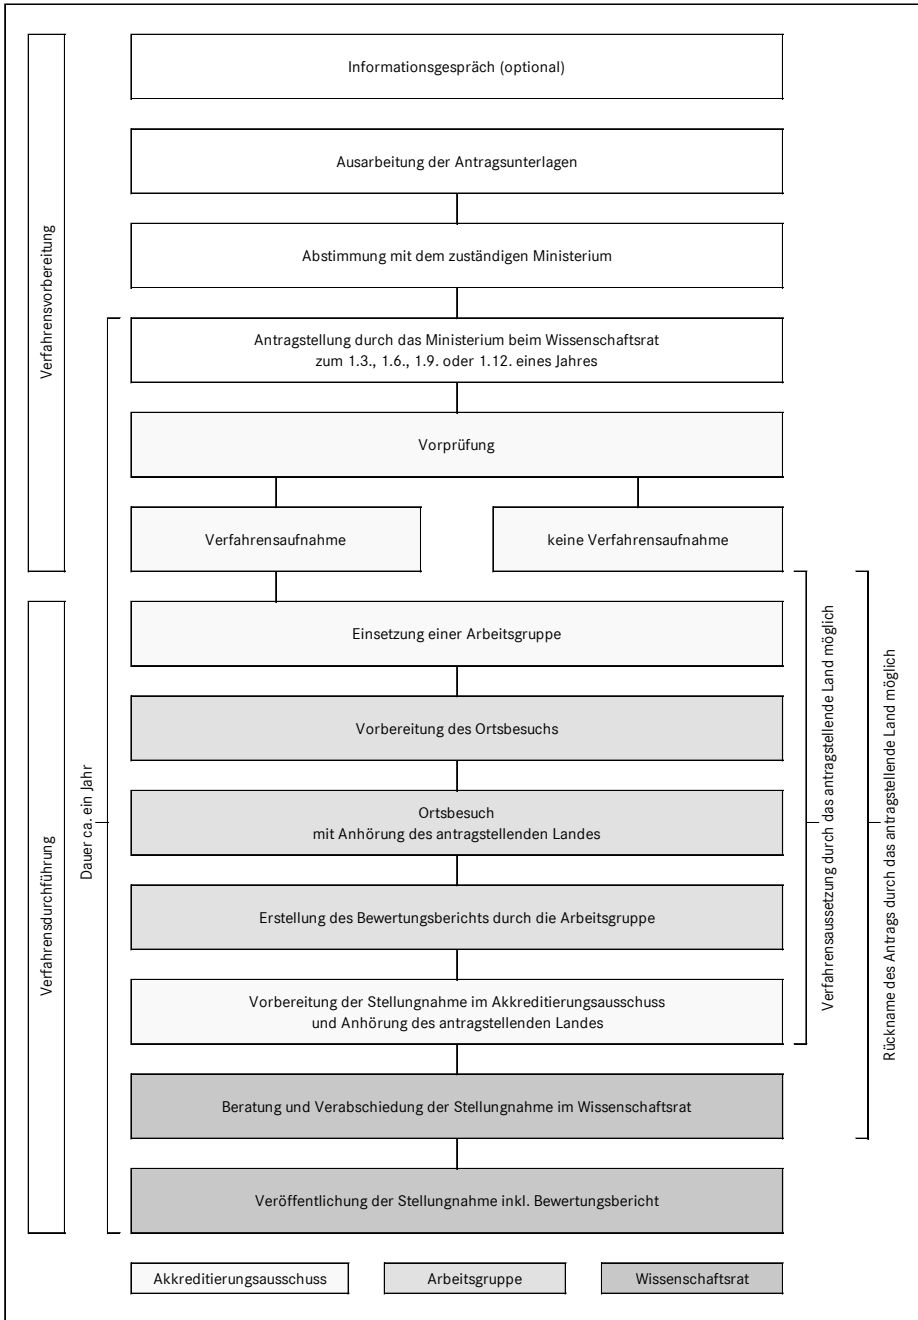 Informationsgespräch (optional)
Ausarbeitung der Antragsunterlagen
Abstimmung mit dem zuständigen Ministerium
Verfahrensvorbereitung
Antragstellung durch das Ministerium beim Wissenschaftsrat
zum 1.3., 1.6., 1.9. oder 1.12. eines Jahres
Vorprüfung
Verfahrensaufnahme
keine Verfahrensaufnahme
Einsetzung einer Arbeitsgruppe
Vorbereitung des Ortsbesuchs
Ortsbesuch
mit Anhörung des antragstellenden Landes
Erstellung des Bewertungsberichts durch die Arbeitsgruppe
Vorbereitung der Stellungnahme im Akkreditierungsausschuss
und Anhörung des antragstellenden Landes
Beratung und Verabschiedung der Stellungnahme im Wissenschaftsrat
Veröffentlichung der Stellungnahme inkl. Bewertungsbericht
Verfahrensdurchführung
Dauer ca. ein Jahr
Verfahrensaussetzung durch das antragstellende Land möglich
Rückname des Antrags durch das antragstellende Land möglich
Akkreditierungsausschuss
Arbeitsgruppe
Wissenschaftsrat